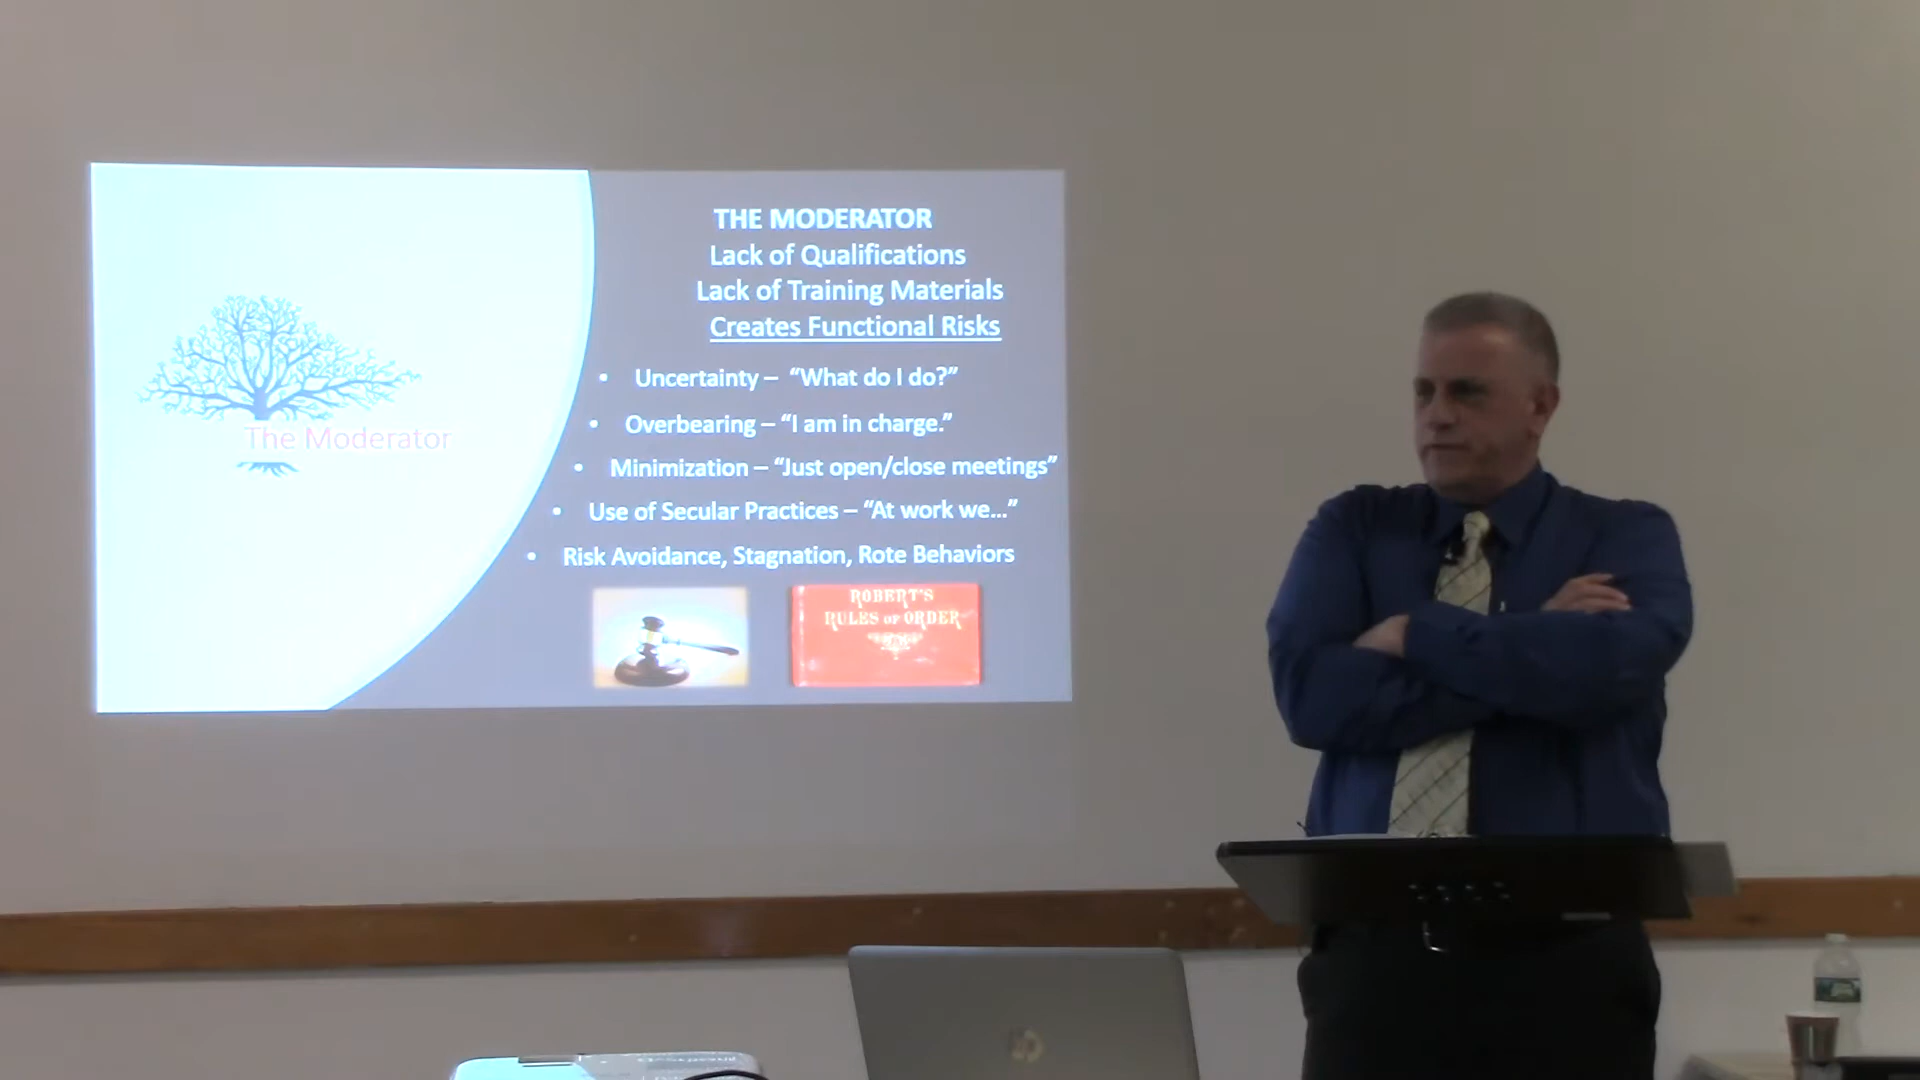 The Moderator
THE MODERATOR
Lack of Qualifications
Lack of Training Materials
Creates Functional Risks
• Uncertainty – “What do I do?”
• Overbearing – “I am in charge.”
• Minimization – “Just open/close meetings”
• Use of Secular Practices – “At work we…”
• Risk Avoidance, Stagnation, Rote Behaviors
ROBERT'S
RULES OF ORDER
hp